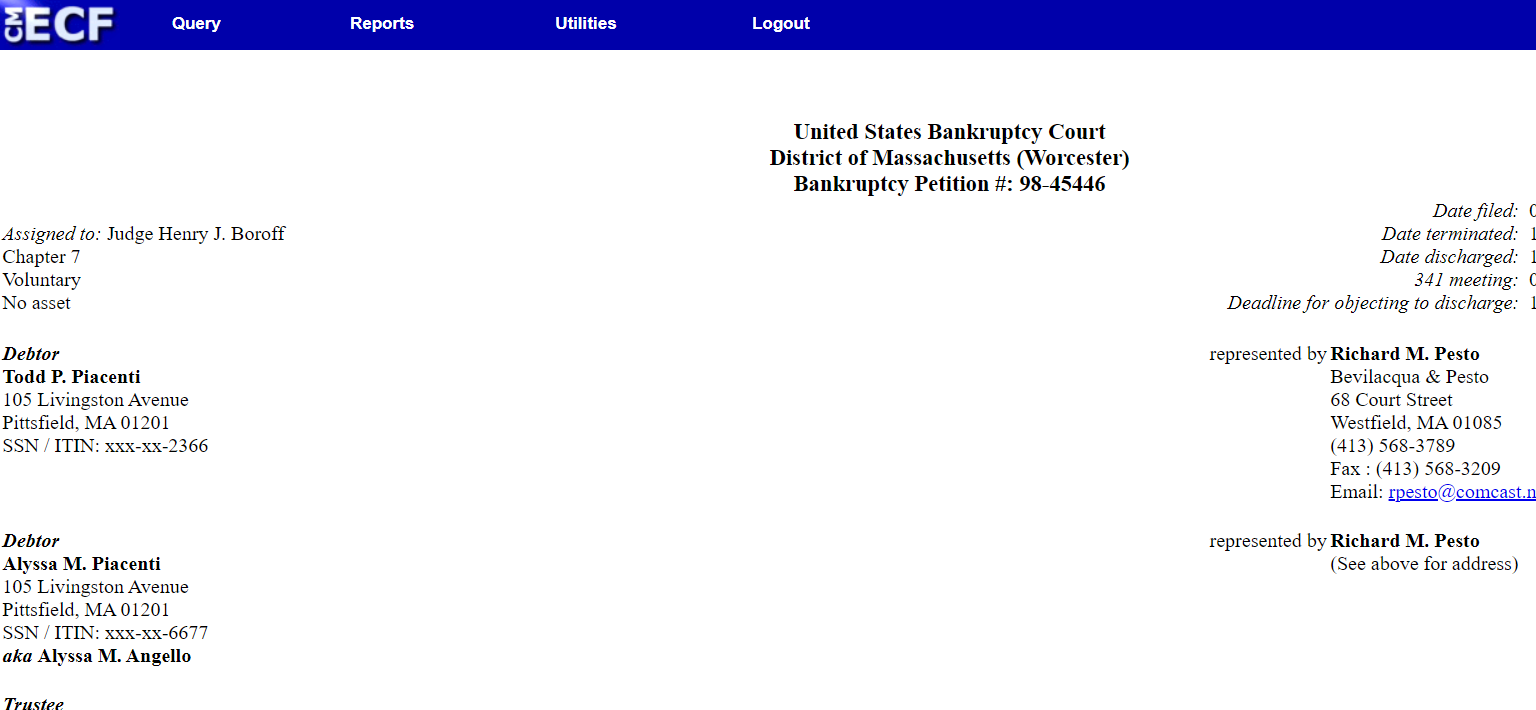 CM ECF Query Reports Utilities Logout
United States Bankruptcy Court
District of Massachusetts (Worcester)
Bankruptcy Petition #: 98-45446
Date filed: 0
Assigned to: Judge Henry J. Boroff Date terminated: 1
Chapter 7 Date discharged: 1
Voluntary 341 meeting: 0
No asset Deadline for objecting to discharge: 1
Debtor represented by Richard M. Pesto
Todd P. Piacenti Bevilacqua & Pesto
105 Livingston Avenue 68 Court Street
Pittsfield, MA 01201 Westfield, MA 01085
SSN / ITIN: xxx-xx-2366 (413) 568-3789
Fax : (413) 568-3209
Email: rpesto@comcast.n
Debtor represented by Richard M. Pesto
Alyssa M. Piacenti (See above for address)
105 Livingston Avenue
Pittsfield, MA 01201
SSN / ITIN: xxx-xx-6677
aka Alyssa M. Angello
Trustee